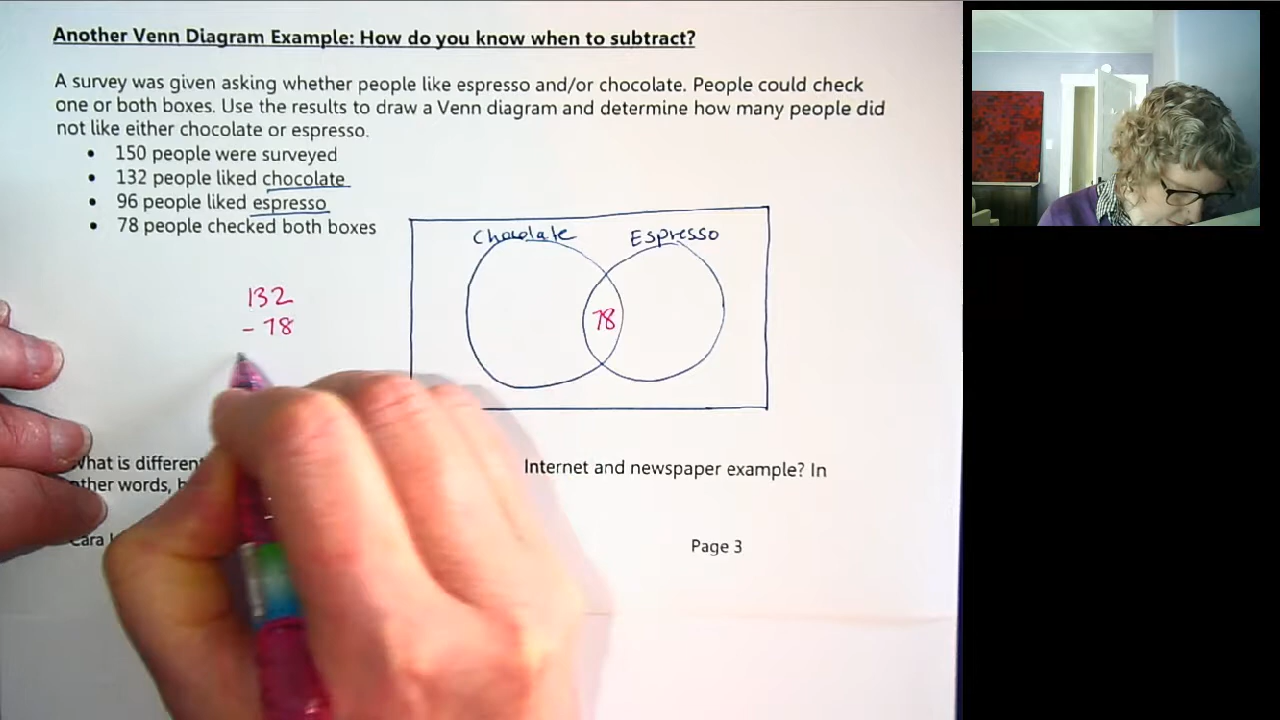 Another Venn Diagram Example: How do you know when to subtract?
A survey was given asking whether people like espresso and/or chocolate. People could check
one or both boxes. Use the results to draw a Venn diagram and determine how many people did
not like either chocolate or espresso.
• 150 people were surveyed
• 132 people liked chocolate
• 96 people liked espresso
• 78 people checked both boxes
Chocolate Espresso
132
- 78
78
What is different Internet and newspaper example? In
other words,
Cara
Page 3